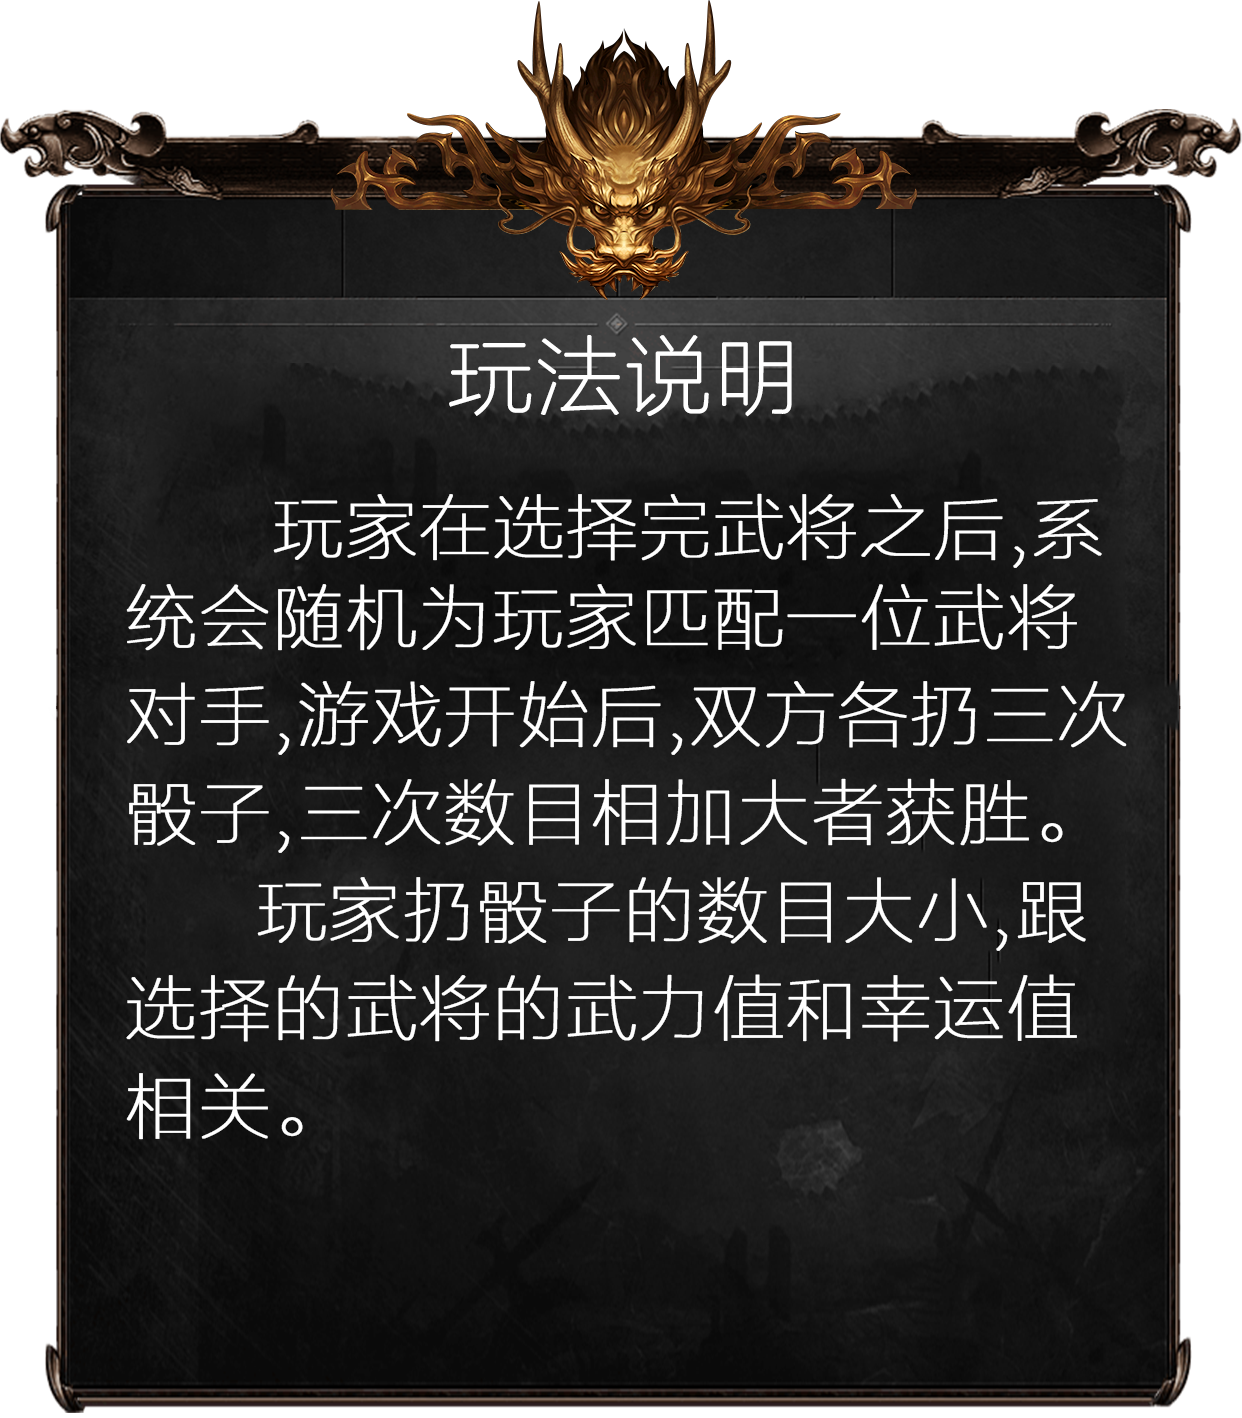 玩法说明
玩家在选择完武将之后,系
统会随机为玩家匹配一位武将
对手,游戏开始后,双方各扔三次
骰子,三次数目相加大者获胜。
玩家扔骰子的数目大小,跟
选择的武将的武力值和幸运值
相关。